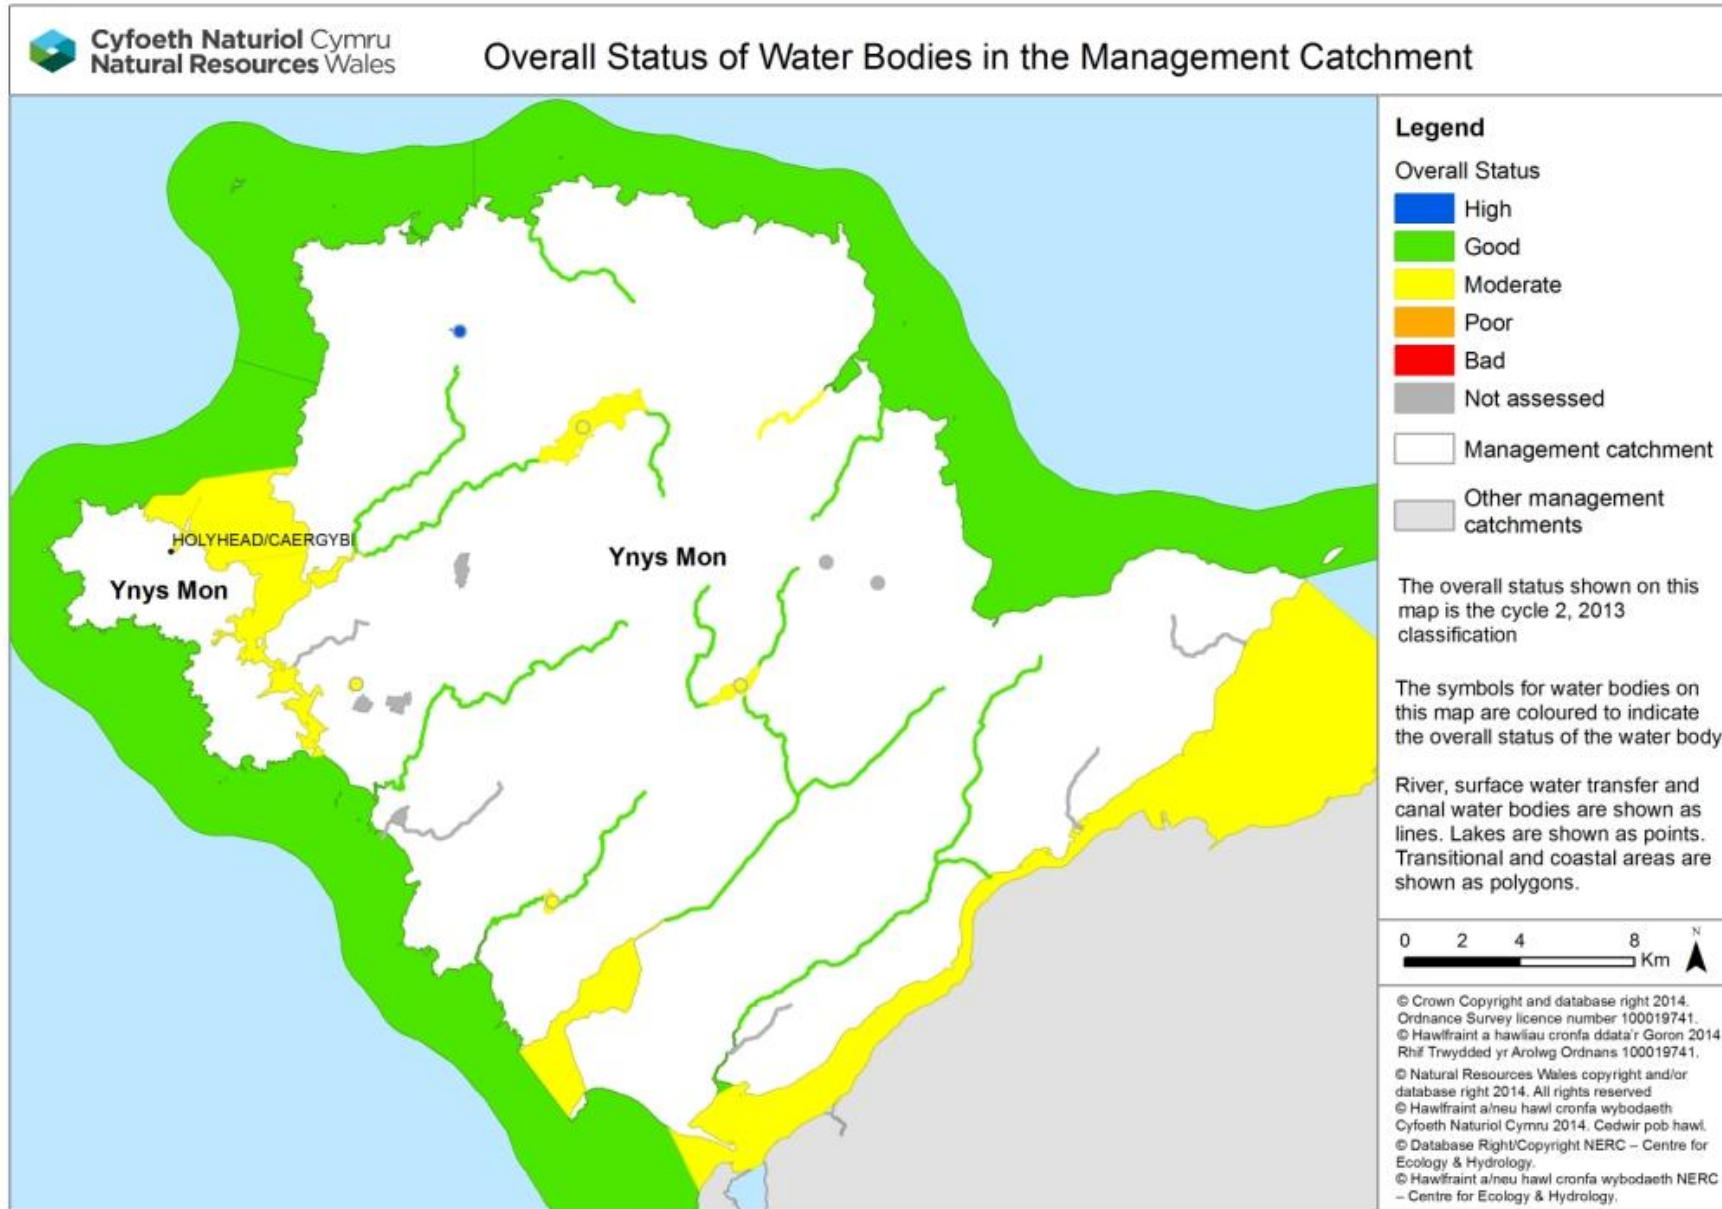 Cyfoeth Naturiol Cymru
Natural Resources Wales
Overall Status of Water Bodies in the Management Catchment
HOLYHEAD/CAERGYBI
Ynys Mon
Ynys Mon
Legend
Overall Status
High
Good
Moderate
Poor
Bad
Not assessed
Management catchment
Other management
catchments
The overall status shown on this
map is the cycle 2, 2013
classification
The symbols for water bodies on
this map are coloured to indicate
the overall status of the water body
River, surface water transfer and
canal water bodies are shown as
lines. Lakes are shown as points.
Transitional and coastal areas are
shown as polygons.
0 2 4 8
Km
N
© Crown Copyright and database right 2014.
Ordnance Survey licence number 100019741.
© Hawlfraint a hawliau cronfa ddata'r Goron 2014
Rhif Trwydded yr Arolwg Ordnans 100019741.
© Natural Resources Wales copyright and/or
database right 2014. All rights reserved
© Hawlfraint a/neu hawl cronfa wybodaeth
Cyfoeth Naturiol Cymru 2014. Cedwir pob hawl.
© Database Right/Copyright NERC – Centre for
Ecology & Hydrology.
© Hawlfraint a/neu hawl cronfa wybodaeth NERC
– Centre for Ecology & Hydrology.